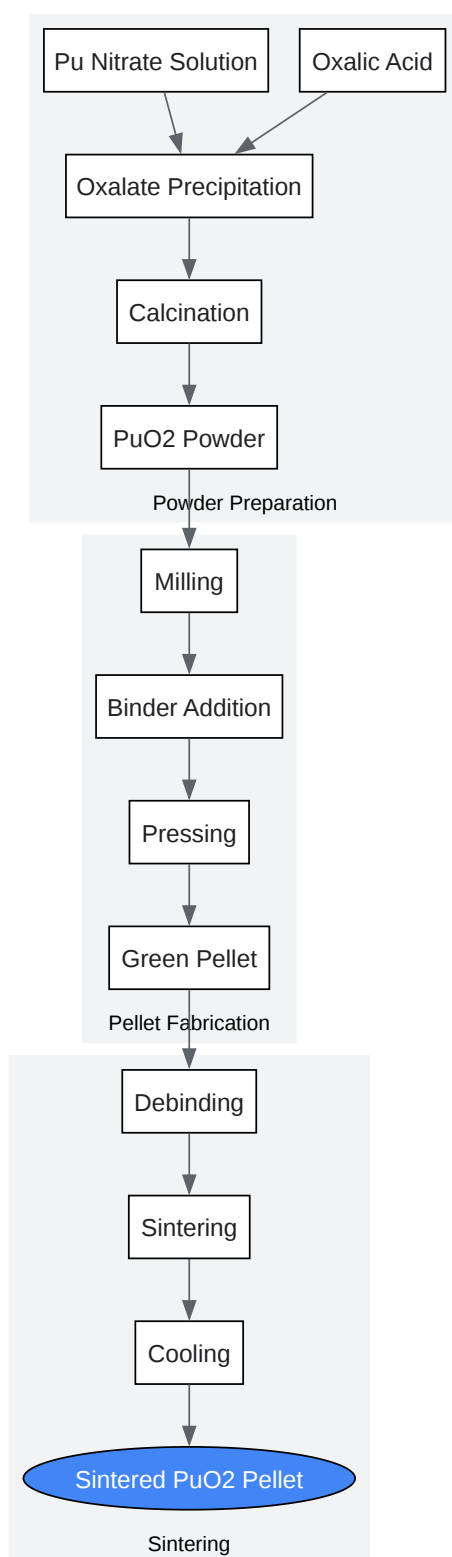 Pu Nitrate Solution
Oxalic Acid
Oxalate Precipitation
Calcination
PuO2 Powder
Powder Preparation
Milling
Binder Addition
Pressing
Green Pellet
Pellet Fabrication
Debinding
Sintering
Cooling
Sintered PuO2 Pellet
Sintering